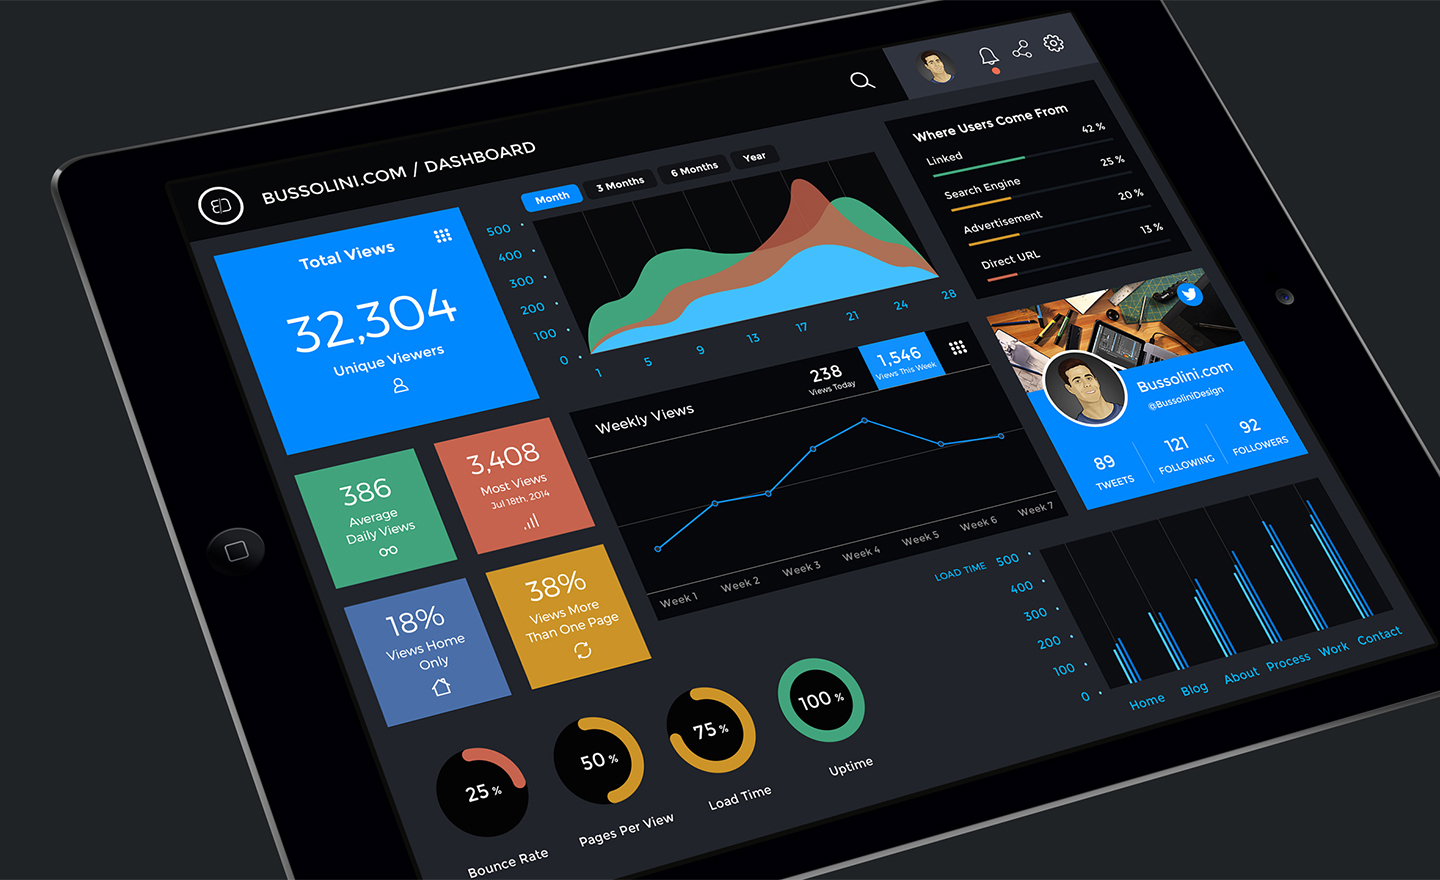 BUSSOLINI.COM / DASHBOARD
Total Views
32,304
Unique Viewers
386
Average
Daily Views
3,408
Most Views
Jul 18th, 2014
18%
Views Home
Only
38%
Views More
Than One Page
Month
3 Months
6 Months
Year
500
400
300
200
100
0
1
5
9
13
17
21
24
28
Where Users Come From
Linked
42 %
Search Engine
25 %
Advertisement
20 %
Direct URL
13 %
Weekly Views
238
Views Today
1,546
Views This Week
Week 1
Week 2
Week 3
Week 4
Week 5
Week 6
Week 7
Bussolini.com
@BussoliniDesign
89
TWEETS
121
FOLLOWING
92
FOLLOWERS
LOAD TIME
500
400
300
200
100
0
Home
Blog
About
Process
Work
Contact
25 %
Bounce Rate
50 %
Pages Per View
75 %
Load Time
100 %
Uptime